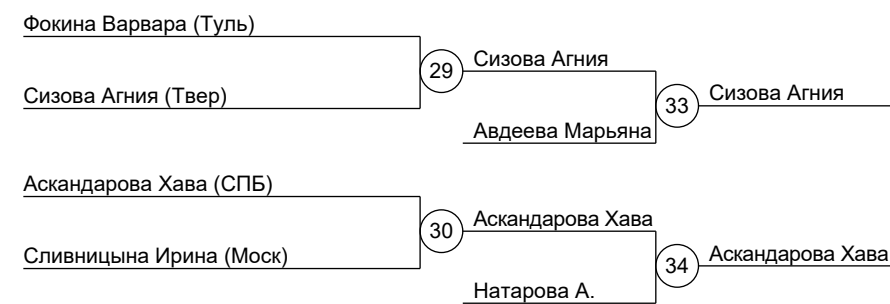 Фокина Варвара (Туль)
29
Сизова Агния
Сизова Агния (Твер)
33
Сизова Агния
Авдеева Марьяна
Аскандарова Хава (СПБ)
30
Аскандарова Хава
Сливницына Ирина (Моск)
34
Аскандарова Хава
Натарова А.